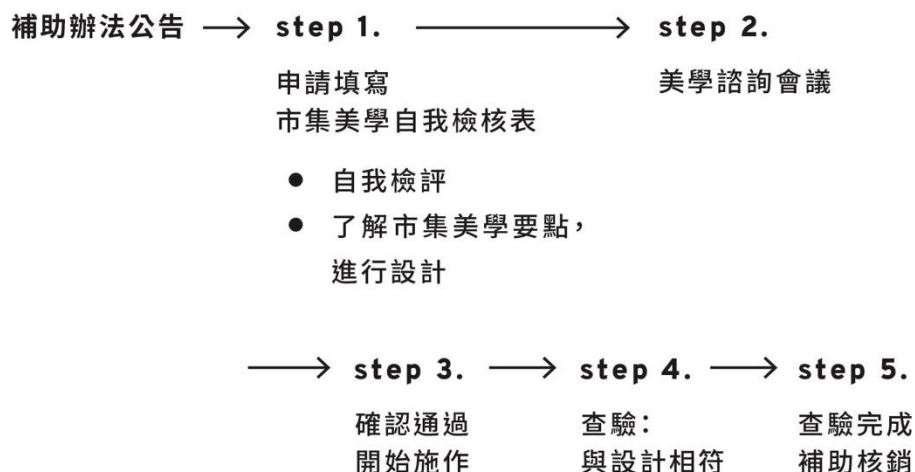 補助辦法公告 → step 1. → step 2.
申請填寫
市集美學自我檢核表
美學諮詢會議
● 自我檢評
● 了解市集美學要點，
進行設計
→ step 3. → step 4. → step 5.
確認通過
開始施作
查驗：
與設計相符
查驗完成
補助核銷